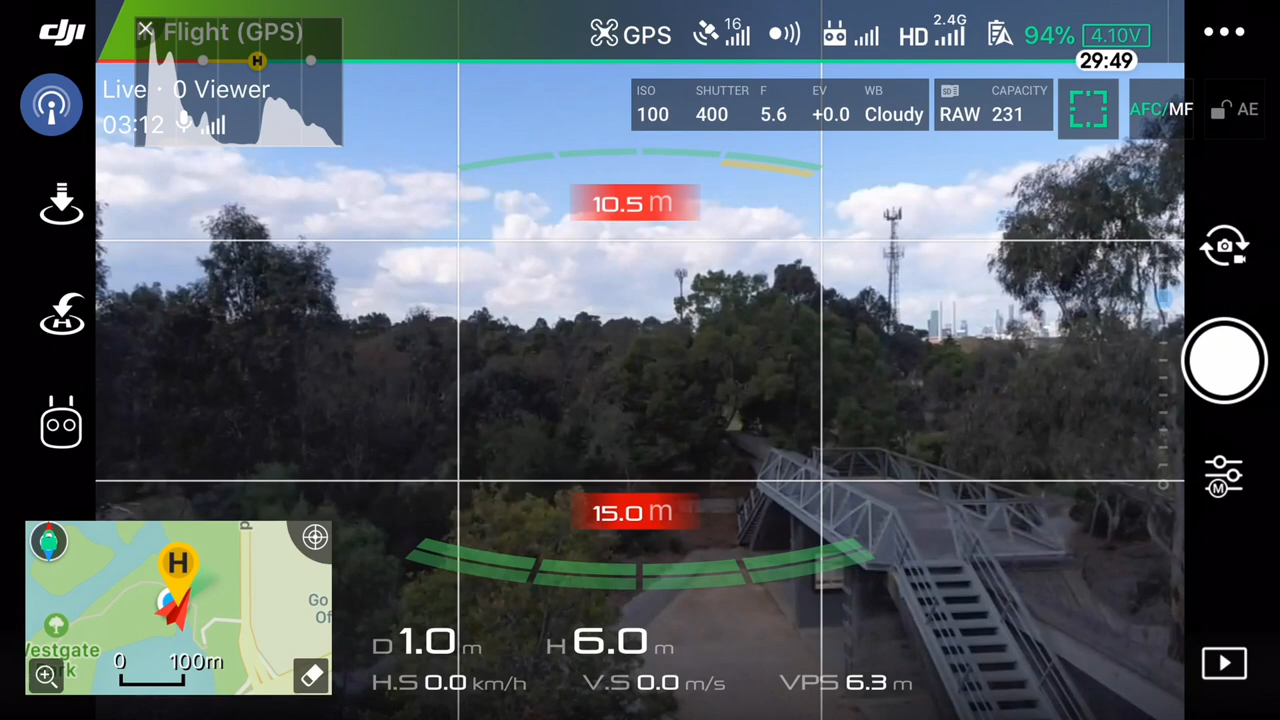 dji
Flight (GPS)
H
GPS
16
HD
2.4G
94%
4.10V
29:49
Live · 0 Viewer
03:12
ISO
100
SHUTTER
400
F
5.6
EV
+0.0
WB
Cloudy
RAW
CAPACITY
231
AFC/MF
AE
10.5 m
15.0 m
H
M
H
Go
Of
Westgate
0
100m
D 1.0 m
H 6.0 m
H.S 0.0 km/h
V.S 0.0 m/s
VPS 6.3 m